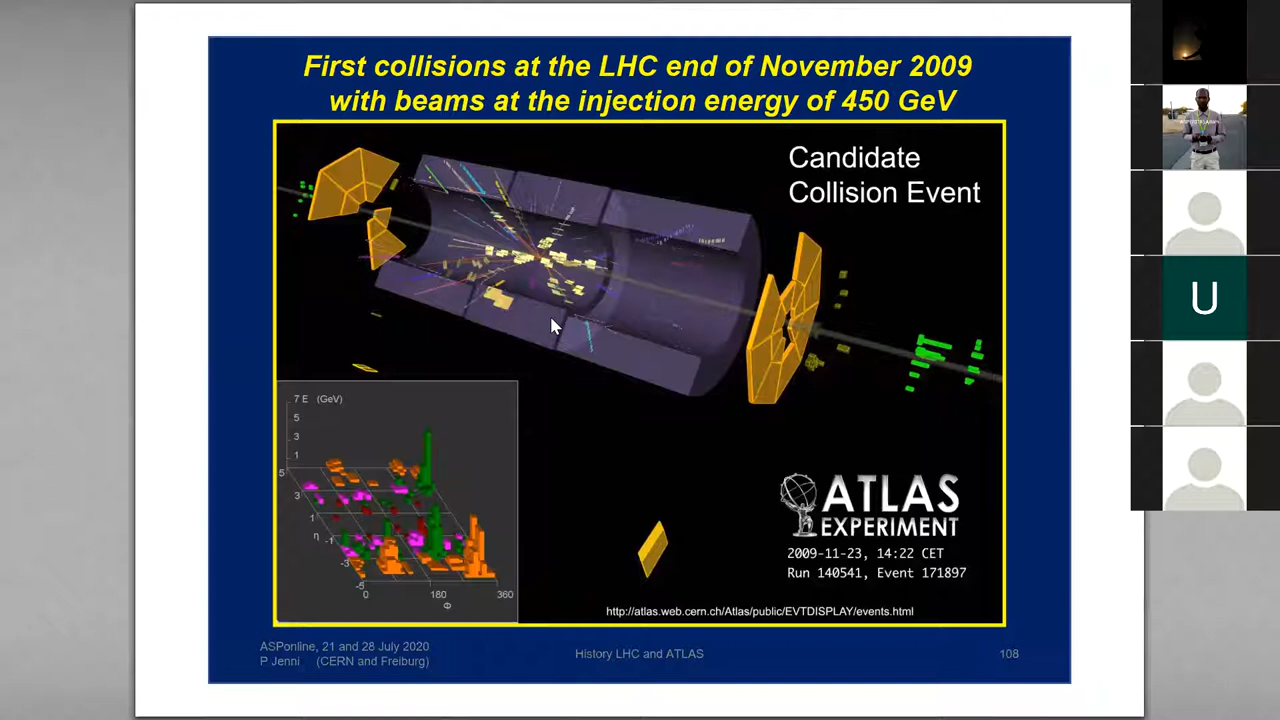 First collisions at the LHC end of November 2009
with beams at the injection energy of 450 GeV
Candidate
Collision Event
7 E (GeV)
5
3
1
5
3
1
η
-1
-3
-5
0
180
360
Φ
ATLAS
EXPERIMENT
2009-11-23, 14:22 CET
Run 140541, Event 171897
http://atlas.web.cern.ch/Atlas/public/EVTDISPLAY/events.html
ASPonline, 21 and 28 July 2020
P Jenni (CERN and Freiburg)
History LHC and ATLAS
108
U